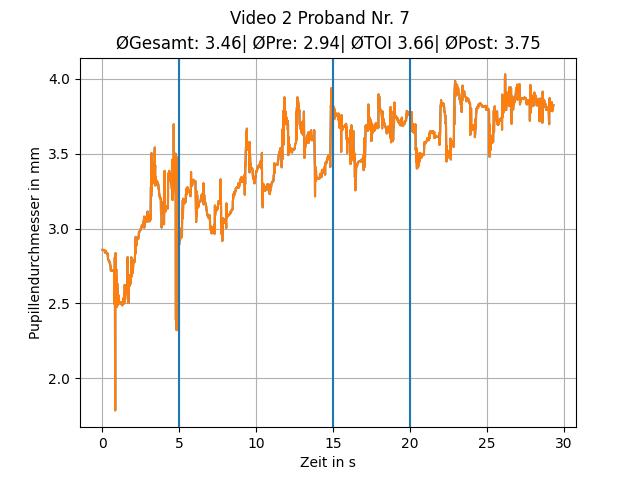 Video 2 Proband Nr. 7
ØGesamt: 3.46| ØPre: 2.94| ØTOI 3.66| ØPost: 3.75
4.0
3.5
3.0
2.5
2.0
Pupillendurchmesser in mm
0 5 10 15 20 25 30
Zeit in s